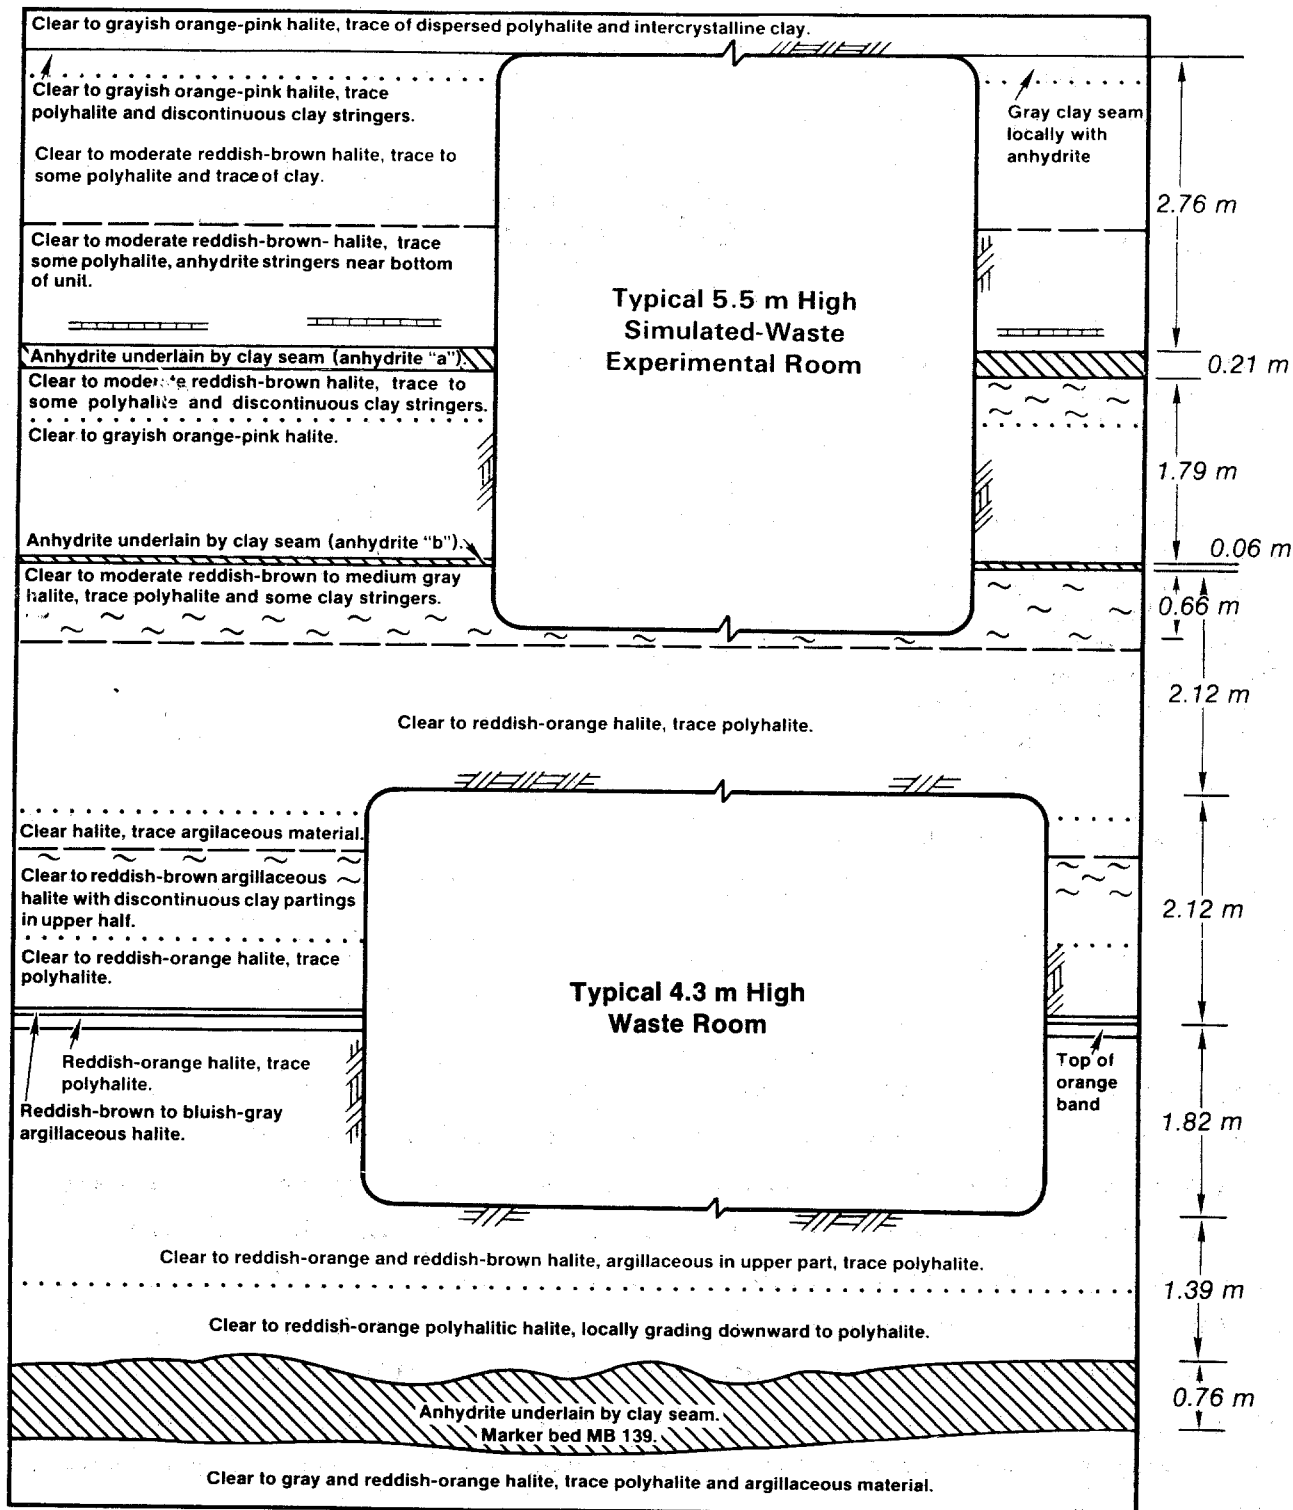 Clear to grayish orange-pink halite, trace of dispersed polyhalite and intercrystalline clay.
Clear to grayish orange-pink halite, trace
polyhalite and discontinuous clay stringers.
Gray clay seam
locally with
anhydrite
Clear to moderate reddish-brown halite, trace to
some polyhalite and trace of clay.
2.76 m
Clear to moderate reddish-brown- halite, trace
some polyhalite, anhydrite stringers near bottom
of unit.
Typical 5.5 m High
Simulated-Waste
Experimental Room
Anhydrite underlain by clay seam (anhydrite "a").
0.21 m
Clear to moderate reddish-brown halite, trace to
some polyhalite and discontinuous clay stringers.
Clear to grayish orange-pink halite.
1.79 m
Anhydrite underlain by clay seam (anhydrite "b").
0.06 m
Clear to moderate reddish-brown to medium gray
halite, trace polyhalite and some clay stringers.
0.66 m
2.12 m
Clear to reddish-orange halite, trace polyhalite.
Clear halite, trace argilaceous material.
Clear to reddish-brown argillaceous
halite with discontinuous clay partings
in upper half.
2.12 m
Clear to reddish-orange halite, trace
polyhalite.
Typical 4.3 m High
Waste Room
Reddish-orange halite, trace
polyhalite.
Reddish-brown to bluish-gray
argillaceous halite.
Top of
orange
band
1.82 m
Clear to reddish-orange and reddish-brown halite, argillaceous in upper part, trace polyhalite.
1.39 m
Clear to reddish-orange polyhalitic halite, locally grading downward to polyhalite.
Anhydrite underlain by clay seam.
Marker bed MB 139.
0.76 m
Clear to gray and reddish-orange halite, trace polyhalite and argillaceous material.